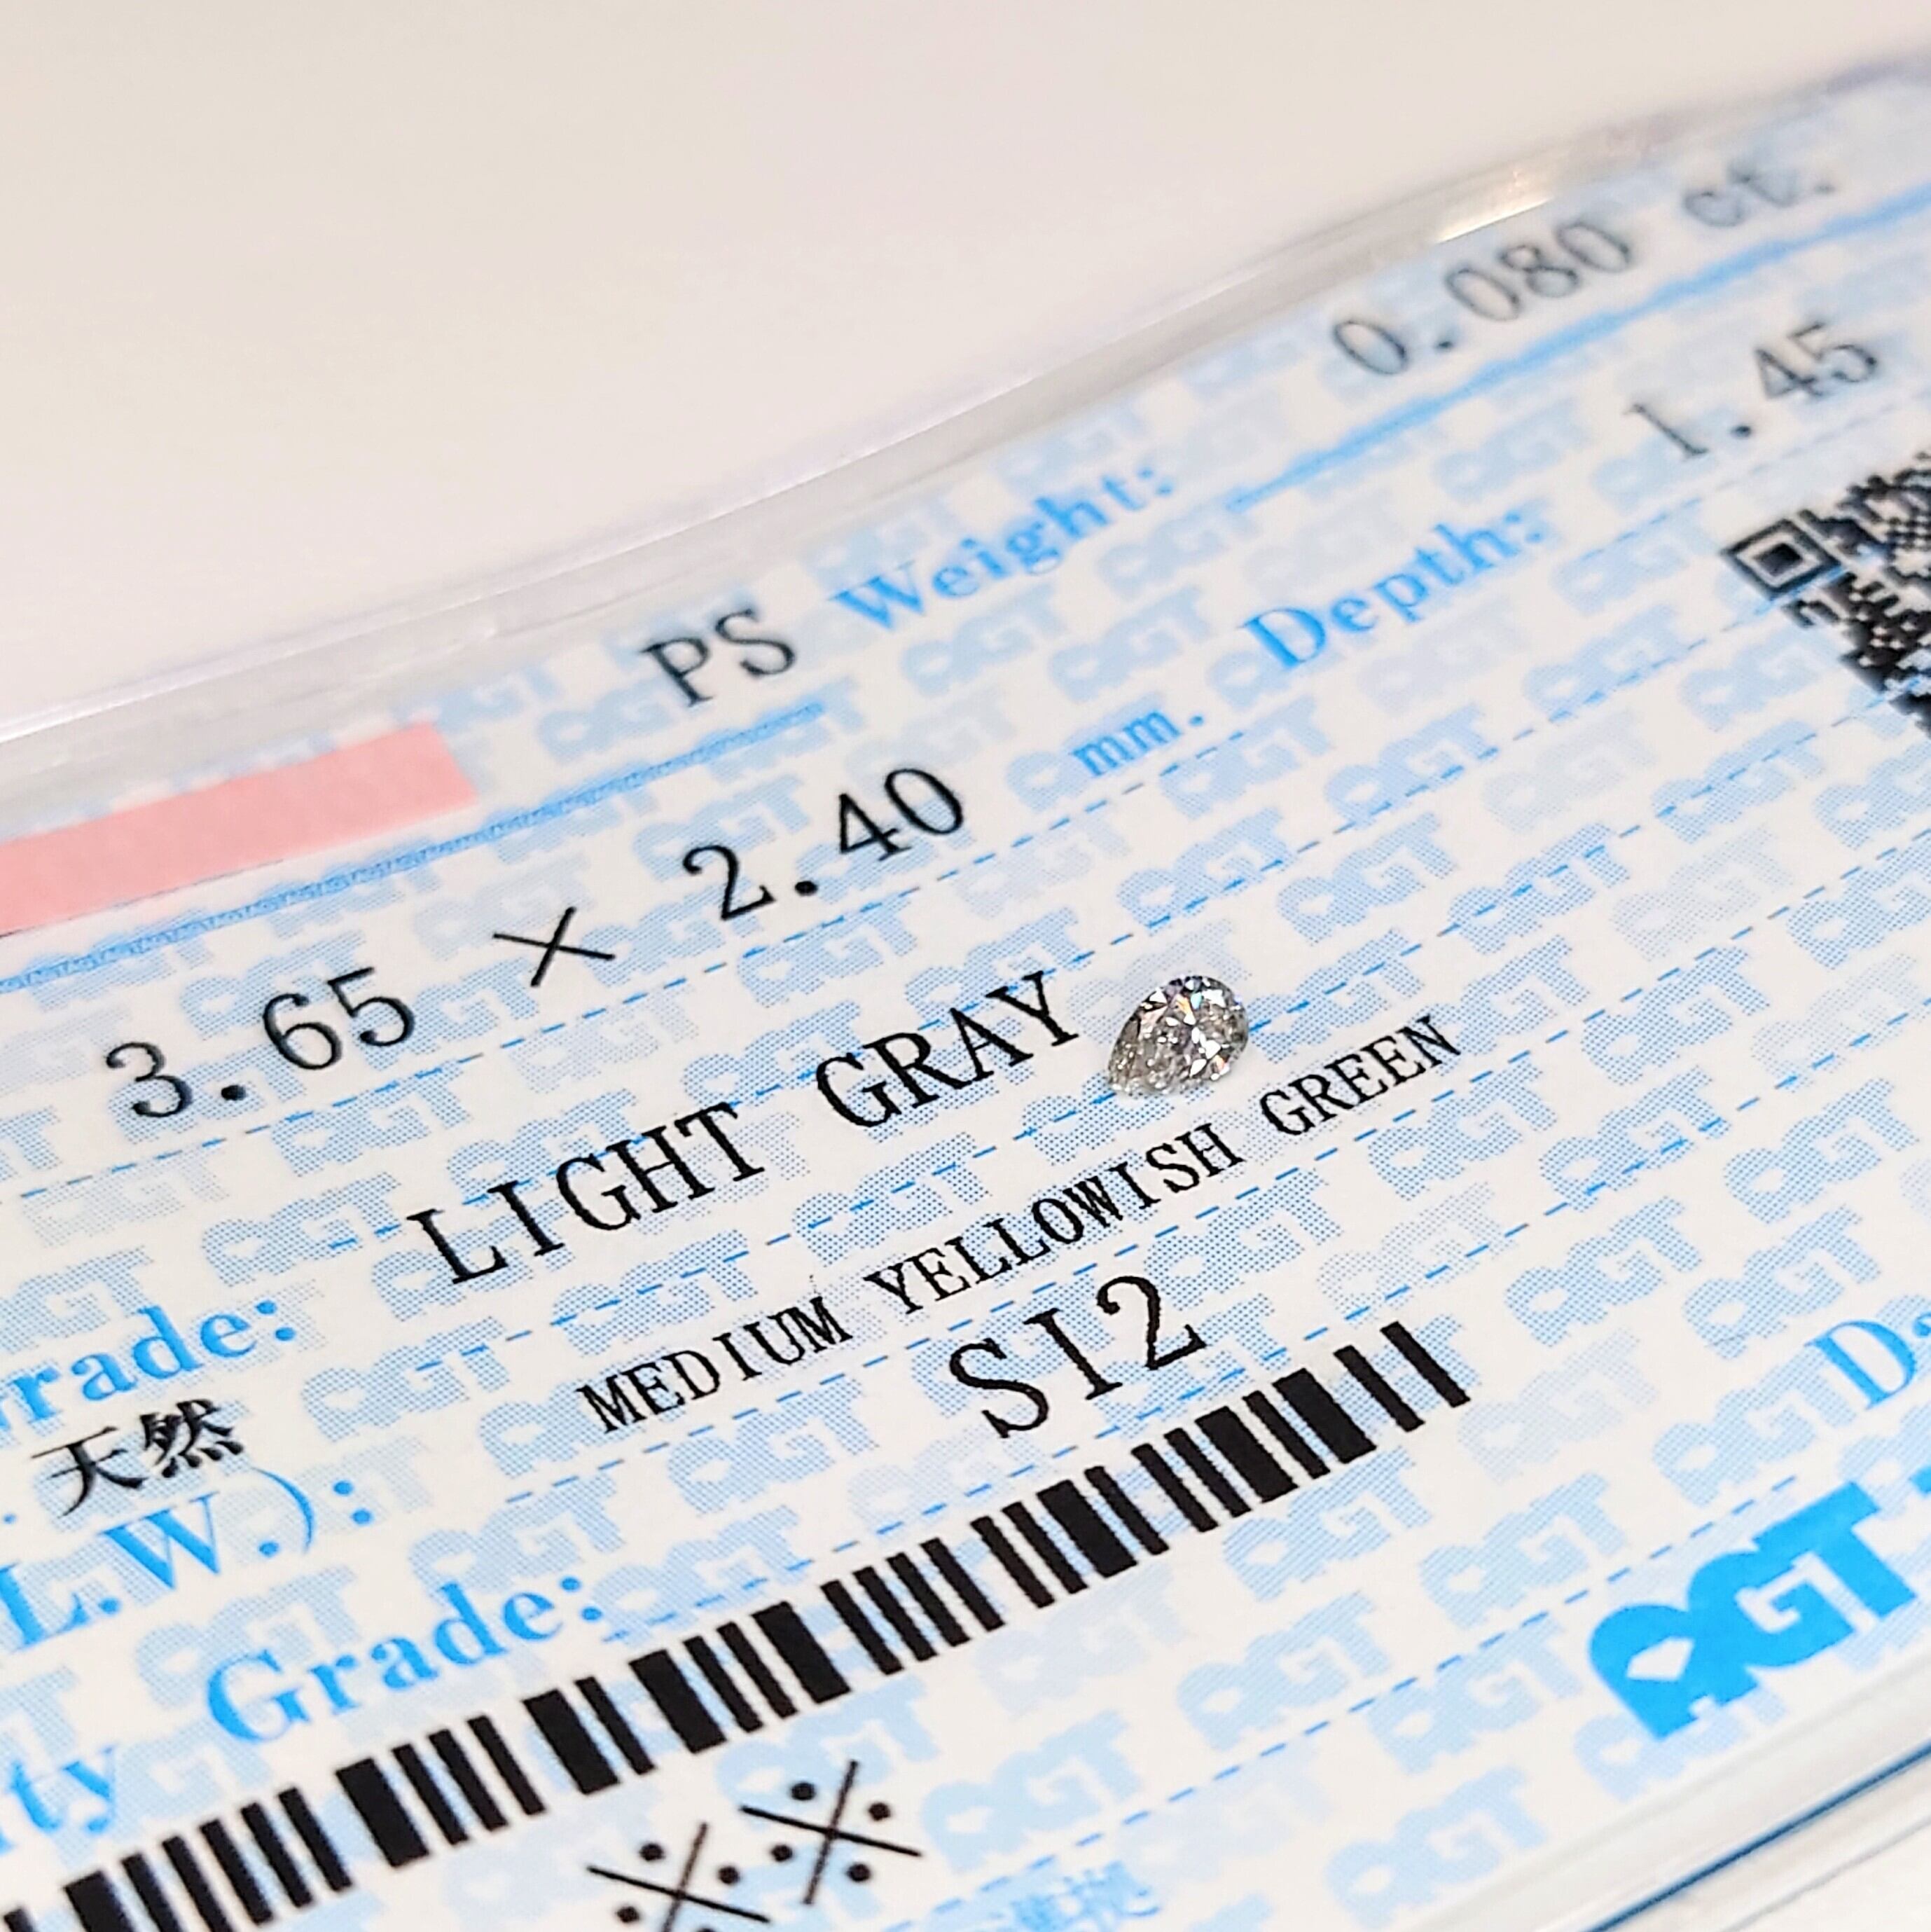 PS Weight: 0.080 ct.
3.65 × 2.40 mm. Depth: 1.45
rade: LIGHT GRAY
天然
L.W.): MEDIUM YELLOWISH GREEN
ty Grade: SI2
※※
AGT